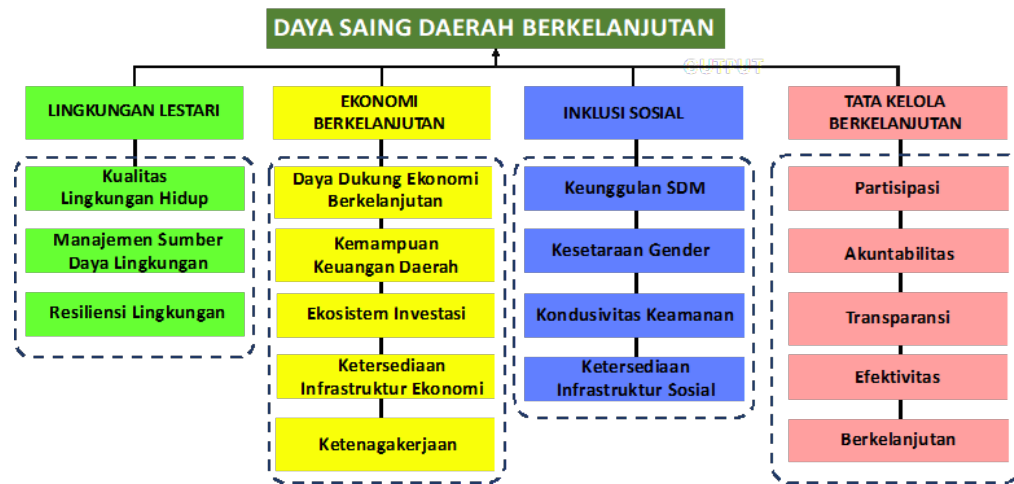 DAYA SAING DAERAH BERKELANJUTAN
OUTPUT
LINGKUNGAN LESTARI
Kualitas
Lingkungan Hidup
Manajemen Sumber
Daya Lingkungan
Resiliensi Lingkungan
EKONOMI
BERKELANJUTAN
Daya Dukung Ekonomi
Berkelanjutan
Kemampuan
Keuangan Daerah
Ekosistem Investasi
Ketersediaan
Infrastruktur Ekonomi
Ketenagakerjaan
INKLUSI SOSIAL
Keunggulan SDM
Kesetaraan Gender
Kondusivitas Keamanan
Ketersediaan
Infrastruktur Sosial
TATA KELOLA
BERKELANJUTAN
Partisipasi
Akuntabilitas
Transparansi
Efektivitas
Berkelanjutan